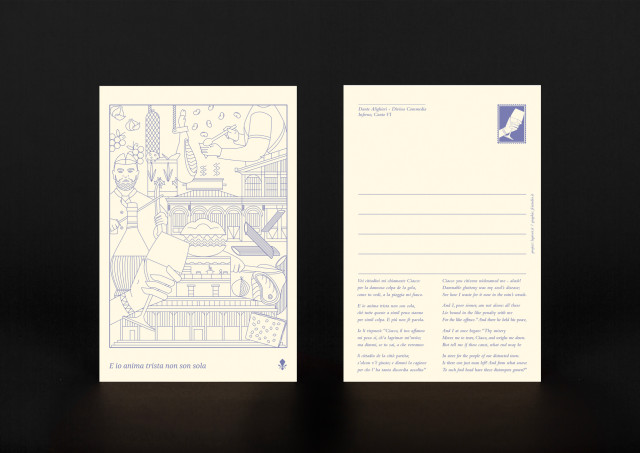 E io anima trista non son sola
Dante Alighieri – Divina Commedia
Inferno, Canto VI
Voi cittadini mi chiamaste Ciacco:
per la dannosa colpa de la gola,
come tu vedi, a la pioggia mi fiacco.
E io anima trista non son sola,
ché tutte queste a simil pena stanno
per simil colpa." E più non fé parola.
Io li rispuosi: "Ciacco, il tuo affanno
mi pesa sì, ch'a lagrimar mi'nvita;
ma dimmi, se tu sai, a che verranno
li cittadin de la città partita;
s'alcun v'è giusto; e dimmi la cagione
per che l'ha tanta discordia assalita"
Ciacco you citizens nicknamed me - alack!
Damnable gluttony was my soul's disease;
See how I waste for it now in the rain's wrack.
And I, poor sinner, am not alone: all these
Lie bound in the like penalty with me
For the like offence." And there he held his peace,
And I at once began: "Thy misery
Moves me to tears, Ciacco, and weighs me down.
But tell me if thou canst, what end may be
In store for the people of our distracted town.
Is there one just man left? And from what source
To such foul head have these distempers grown?"